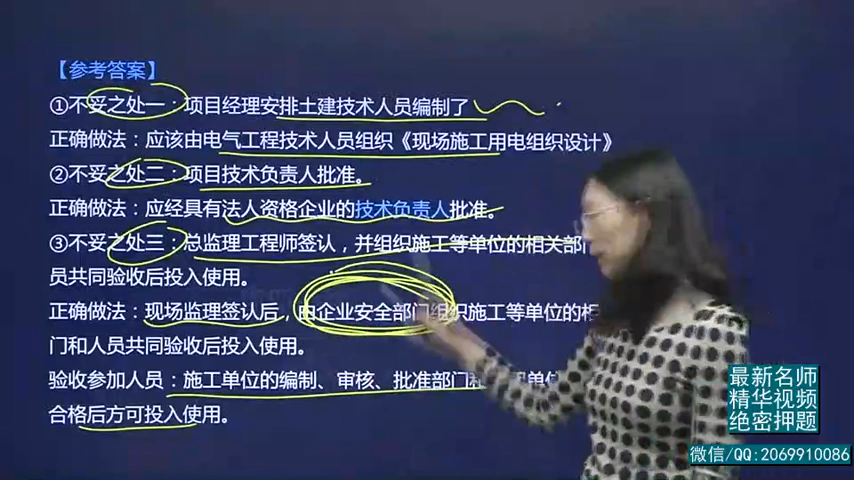 【参考答案】
①不妥之处一：项目经理安排土建技术人员编制了
正确做法：应该由电气工程技术人员组织《现场施工用电组织设计》
②不妥之处二：项目技术负责人批准。
正确做法：应经具有法人资格企业的技术负责人批准。
③不妥之处三：总监理工程师签认，并组织施工等单位的相关部
员共同验收后投入使用。
正确做法：现场监理签认后，由企业安全部门组织施工等单位的相
门和人员共同验收后投入使用。
验收参加人员：施工单位的编制、审核、批准部门
合格后方可投入使用。
最新名师
精华视频
绝密押题
微信/QQ:2069910086